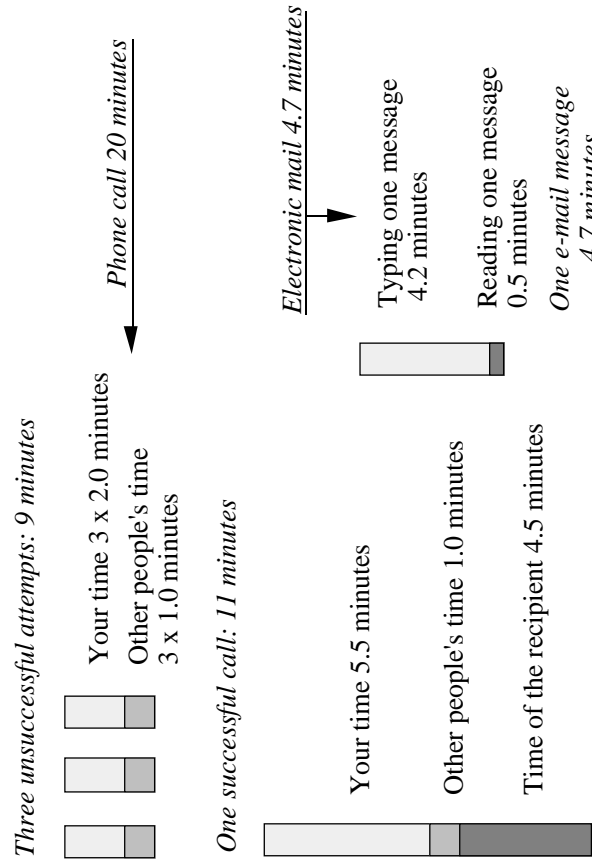 Three unsuccessful attempts: 9 minutes
Your time 3 x 2.0 minutes
Other people's time
3 x 1.0 minutes
Phone call 20 minutes
One successful call: 11 minutes
Your time 5.5 minutes
Other people's time 1.0 minutes
Time of the recipient 4.5 minutes
Electronic mail 4.7 minutes
Typing one message
4.2 minutes
Reading one message
0.5 minutes
One e-mail message
4.7 minutes